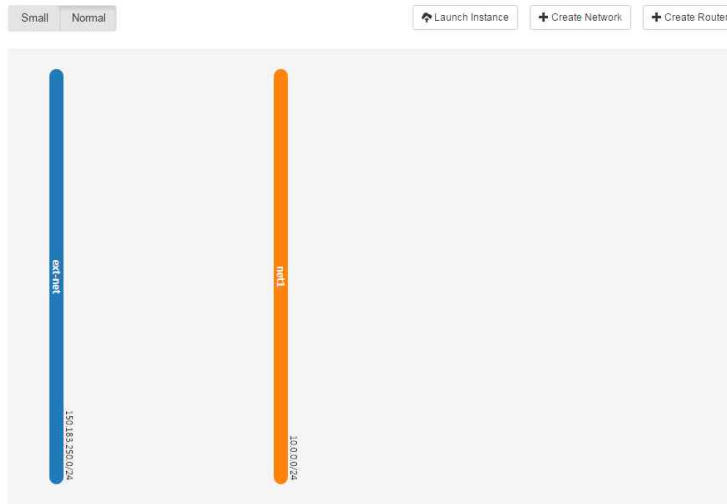 Small
Normal
Launch Instance
Create Network
Create Router
ext-net
150.183.250.0/24
net1
10.0.0.0/24